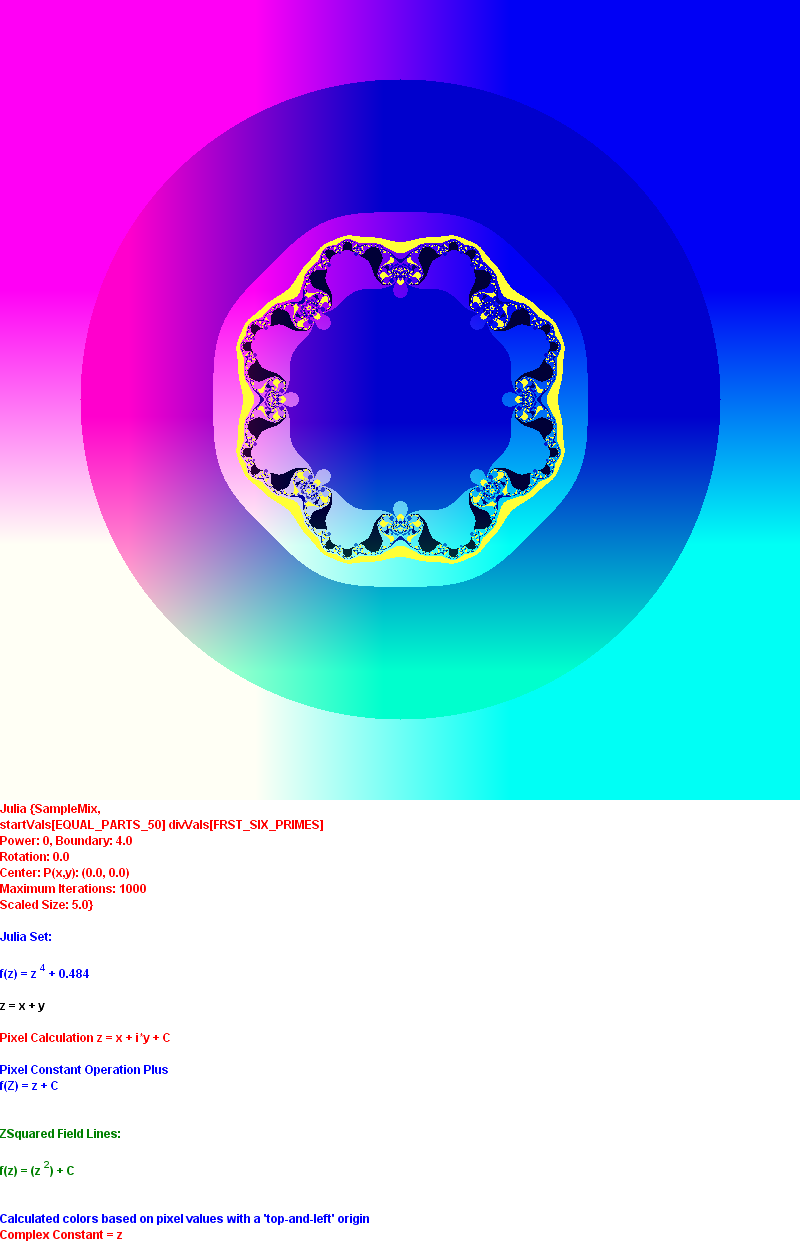 Julia {SampleMix,
startVals[EQUAL_PARTS_50] divVals[FRST_SIX_PRIMES]
Power: 0, Boundary: 4.0
Rotation: 0.0
Center: P(x,y): (0.0, 0.0)
Maximum Iterations: 1000
Scaled Size: 5.0}
Julia Set:
f(z) = z 4 + 0.484
z = x + y
Pixel Calculation z = x + i*y + C
Pixel Constant Operation Plus
f(Z) = z + C
ZSquared Field Lines:
f(z) = (z 2) + C
Calculated colors based on pixel values with a 'top-and-left' origin
Complex Constant = z